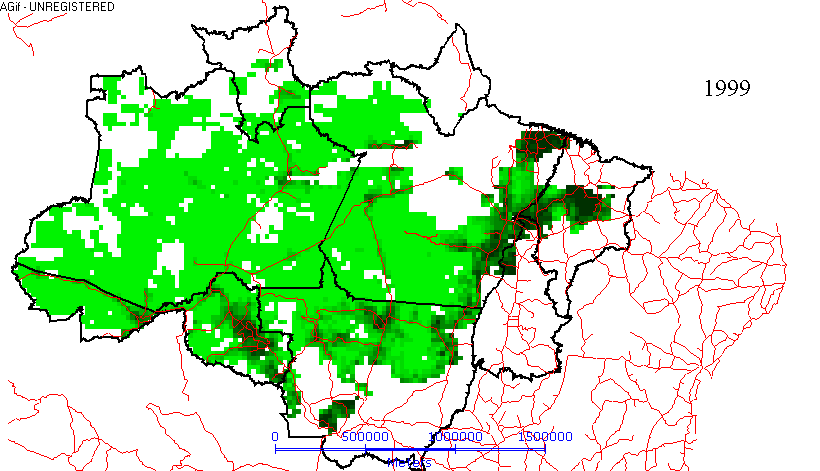 AGif - UNREGISTERED
1999
0 500000 1000000 1500000
Meters